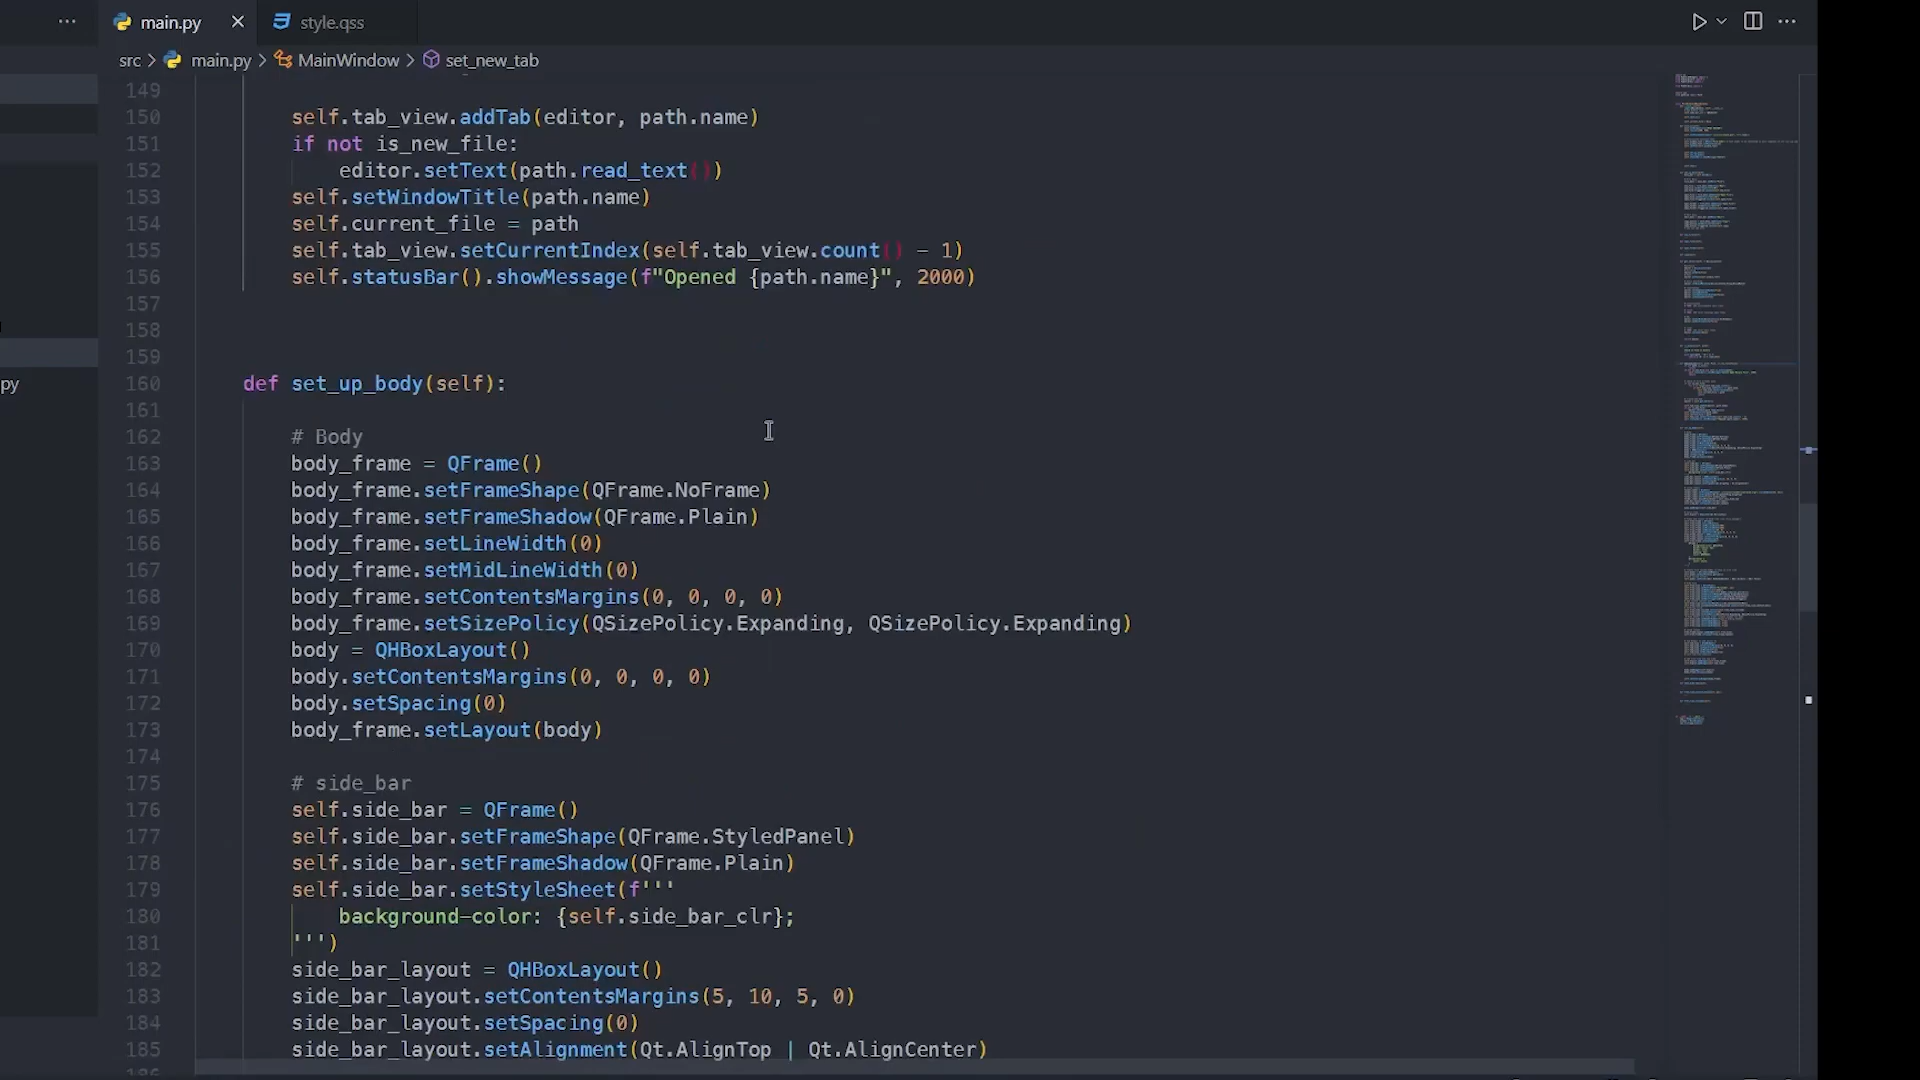 main.py
style.qss
src > main.py > MainWindow > set_new_tab
149
150 self.tab_view.addTab(editor, path.name)
151 if not is_new_file:
152 editor.setText(path.read_text())
153 self.setWindowTitle(path.name)
154 self.current_file = path
155 self.tab_view.setCurrentIndex(self.tab_view.count() - 1)
156 self.statusBar().showMessage(f"Opened {path.name}", 2000)
157
158
159
160 def set_up_body(self):
161
162 # Body
163 body_frame = QFrame()
164 body_frame.setFrameShape(QFrame.NoFrame)
165 body_frame.setFrameShadow(QFrame.Plain)
166 body_frame.setLineWidth(0)
167 body_frame.setMidLineWidth(0)
168 body_frame.setContentsMargins(0, 0, 0, 0)
169 body_frame.setSizePolicy(QSizePolicy.Expanding, QSizePolicy.Expanding)
170 body = QHBoxLayout()
171 body.setContentsMargins(0, 0, 0, 0)
172 body.setSpacing(0)
173 body_frame.setLayout(body)
174
175 # side_bar
176 self.side_bar = QFrame()
177 self.side_bar.setFrameShape(QFrame.StyledPanel)
178 self.side_bar.setFrameShadow(QFrame.Plain)
179 self.side_bar.setStyleSheet(f'''
180 background-color: {self.side_bar_clr};
181 ''')
182 side_bar_layout = QHBoxLayout()
183 side_bar_layout.setContentsMargins(5, 10, 5, 0)
184 side_bar_layout.setSpacing(0)
185 side_bar_layout.setAlignment(Qt.AlignTop | Qt.AlignCenter)
py